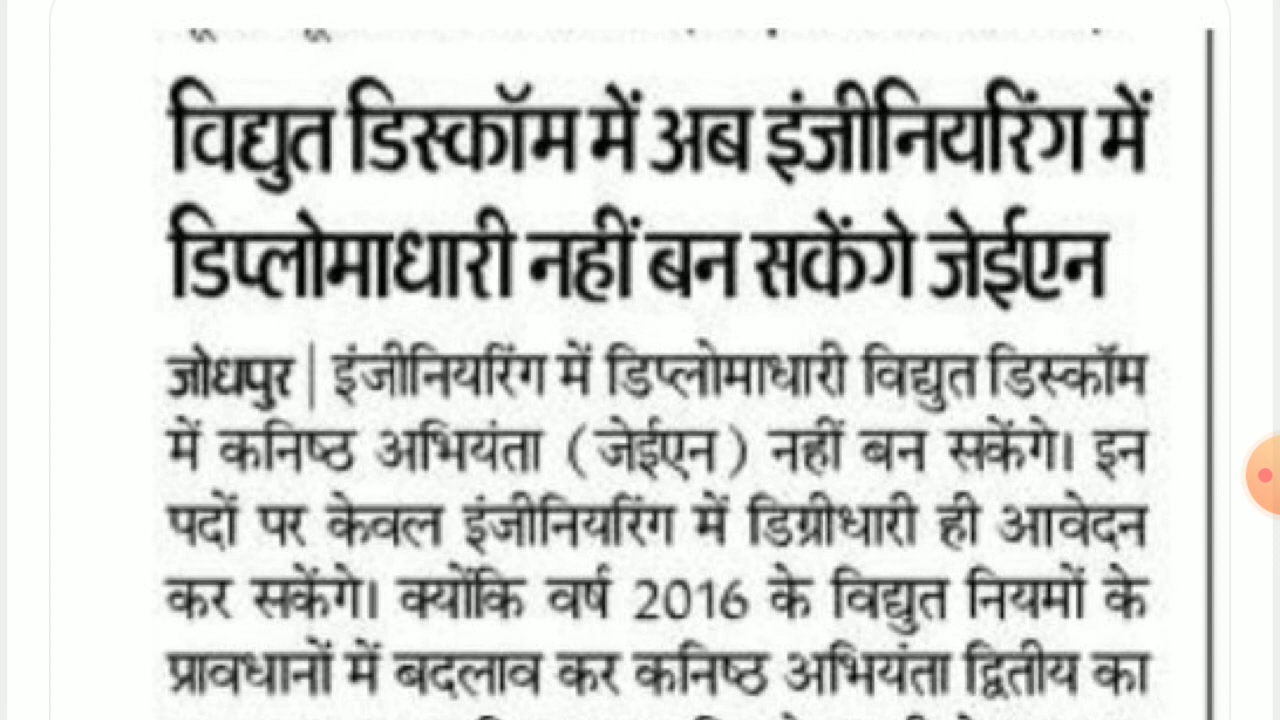 विद्युत डिस्कॉम में अब इंजीनियरिंग में
डिप्लोमाधारी नहीं बन सकेंगे जेईएन
जोधपुर | इंजीनियरिंग में डिप्लोमाधारी विद्युत डिस्कॉम
में कनिष्ठ अभियंता (जेईएन) नहीं बन सकेंगे। इन
पदों पर केवल इंजीनियरिंग में डिग्रीधारी ही आवेदन
कर सकेंगे। क्योंकि वर्ष 2016 के विद्युत नियमों के
प्रावधानों में बदलाव कर कनिष्ठ अभियंता द्वितीय का